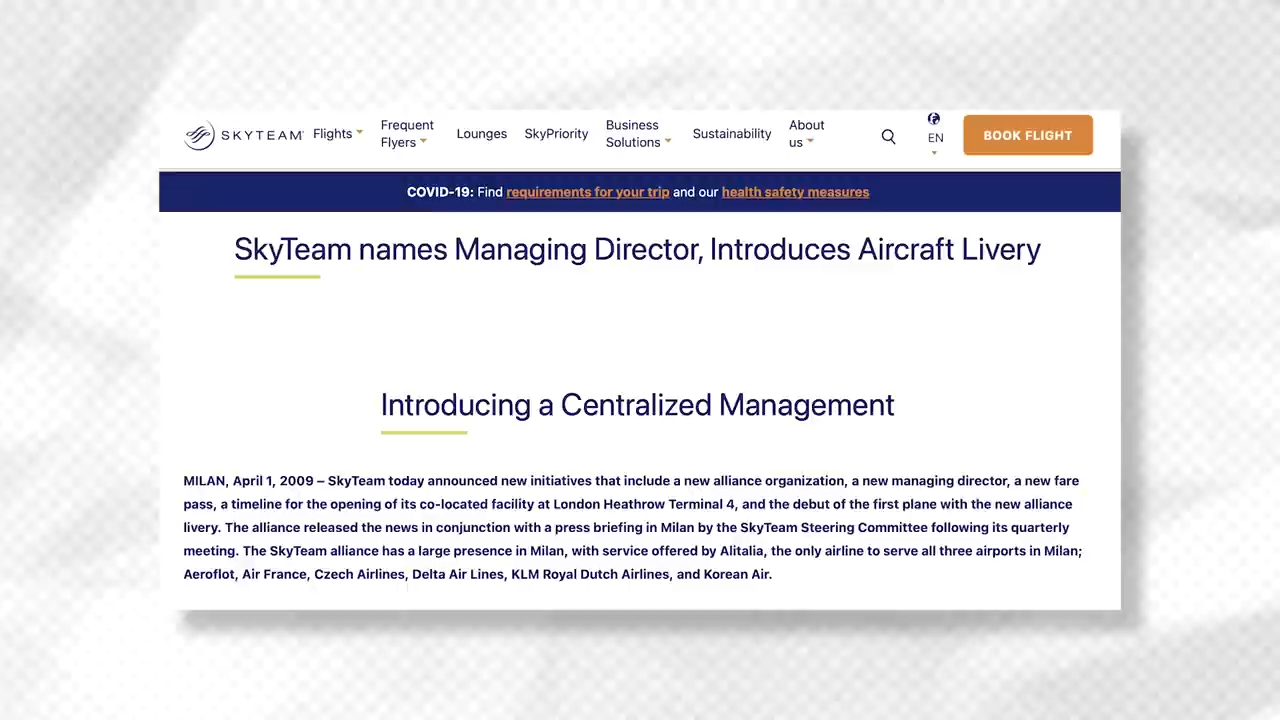 SKYTEAM
Flights
Frequent
Flyers
Lounges
SkyPriority
Business
Solutions
Sustainability
About
us
EN
BOOK FLIGHT
COVID-19: Find requirements for your trip and our health safety measures
SkyTeam names Managing Director, Introduces Aircraft Livery
Introducing a Centralized Management
MILAN, April 1, 2009 – SkyTeam today announced new initiatives that include a new alliance organization, a new managing director, a new fare
pass, a timeline for the opening of its co-located facility at London Heathrow Terminal 4, and the debut of the first plane with the new alliance
livery. The alliance released the news in conjunction with a press briefing in Milan by the SkyTeam Steering Committee following its quarterly
meeting. The SkyTeam alliance has a large presence in Milan, with service offered by Alitalia, the only airline to serve all three airports in Milan;
Aeroflot, Air France, Czech Airlines, Delta Air Lines, KLM Royal Dutch Airlines, and Korean Air.